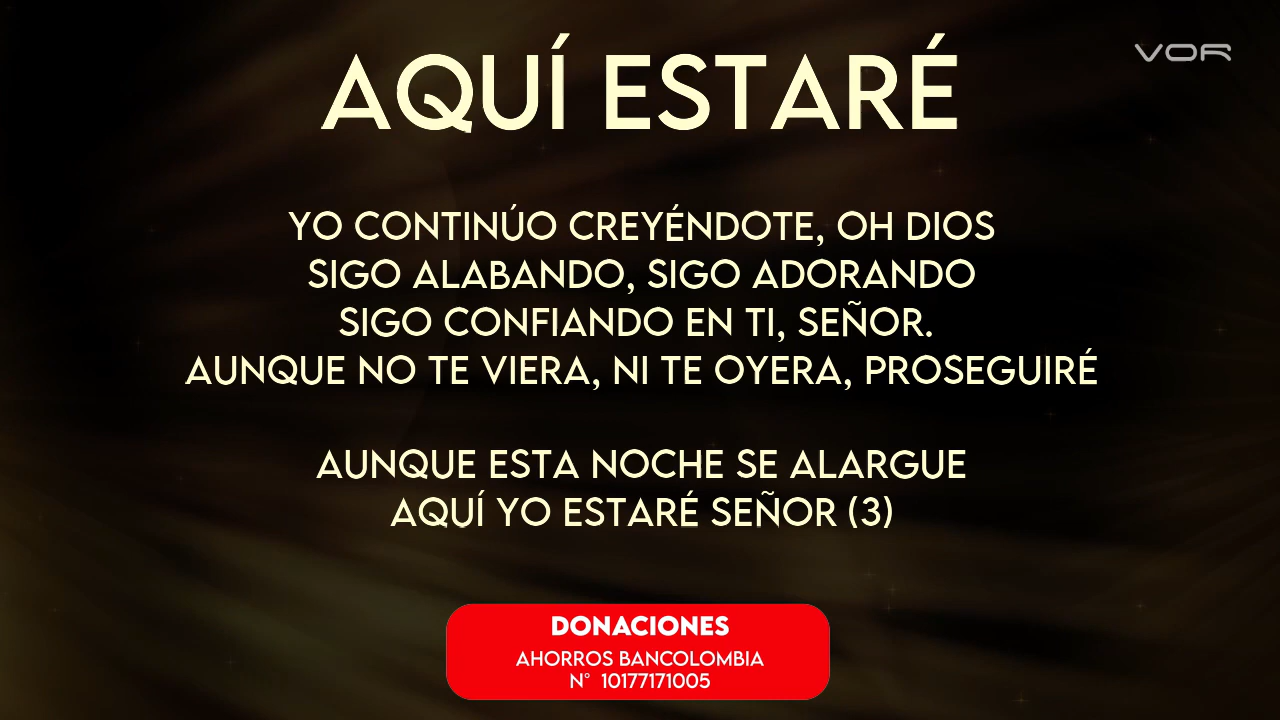 VOR
AQUÍ ESTARÉ
YO CONTINÚO CREYÉNDOTE, OH DIOS
SIGO ALABANDO, SIGO ADORANDO
SIGO CONFIANDO EN TI, SEÑOR.
AUNQUE NO TE VIERA, NI TE OYERA, PROSEGUIRÉ
AUNQUE ESTA NOCHE SE ALARGUE
AQUÍ YO ESTARÉ SEÑOR (3)
DONACIONES
AHORROS BANCOLOMBIA
N° 10177171005